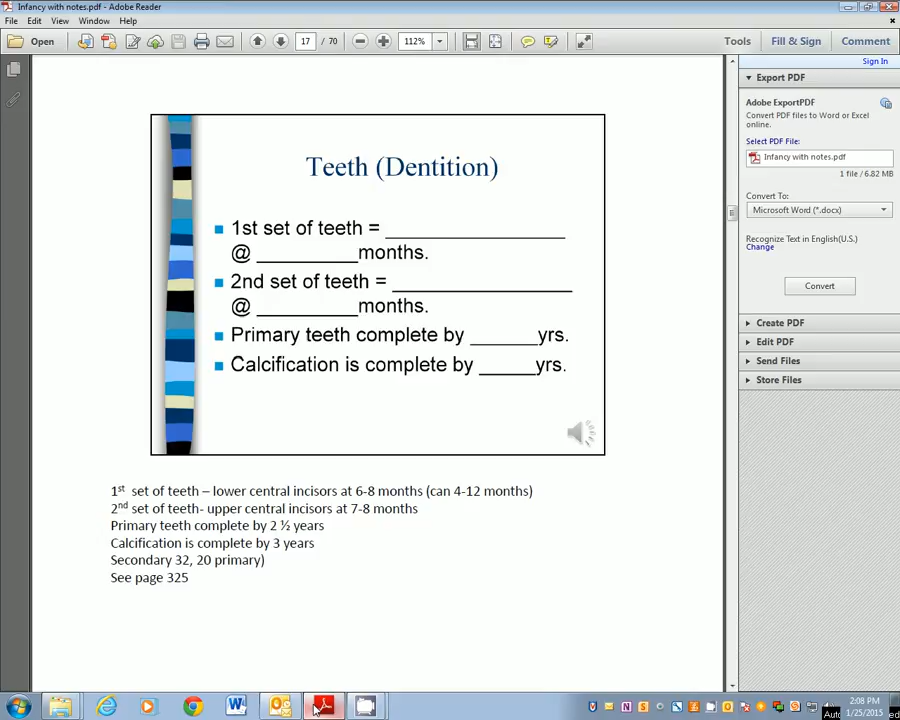 Infancy with notes.pdf - Adobe Reader
File Edit View Window Help
Open 17 / 70 112% Tools Fill & Sign Comment
Sign In
Export PDF
Adobe ExportPDF
Convert PDF files to Word or Excel
online.
Select PDF File:
Infancy with notes.pdf
1 file / 6.82 MB
Convert To:
Microsoft Word (*.docx)
Recognize Text in English(U.S.)
Change
Convert
Create PDF
Edit PDF
Send Files
Store Files
Teeth (Dentition)
1st set of teeth = ________________
@ _________months.
2nd set of teeth = ________________
@ _________months.
Primary teeth complete by ______yrs.
Calcification is complete by _____yrs.
1st set of teeth – lower central incisors at 6-8 months (can 4-12 months)
2nd set of teeth- upper central incisors at 7-8 months
Primary teeth complete by 2 ½ years
Calcification is complete by 3 years
Secondary 32, 20 primary)
See page 325
2:08 PM
1/25/2015